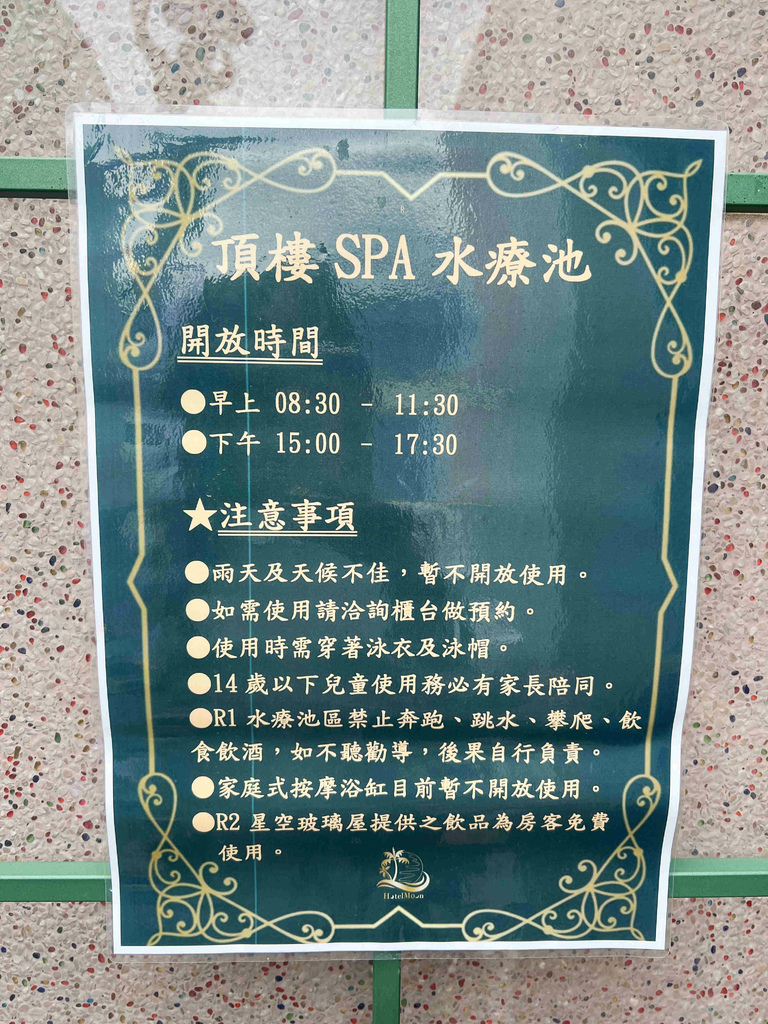 頂樓 SPA 水療池
開放時間
●早上 08:30 - 11:30
●下午 15:00 - 17:30
★注意事項
●雨天及天候不佳，暫不開放使用。
●如需使用請洽詢櫃台做預約。
●使用時需穿著泳衣及泳帽。
●14 歲以下兒童使用務必有家長陪同。
●R1 水療池區禁止奔跑、跳水、攀爬、飲
食飲酒，如不聽勸導，後果自行負責。
●家庭式按摩浴缸目前暫不開放使用。
●R2 星空玻璃屋提供之飲品為房客免費
使用。
HotelMoon